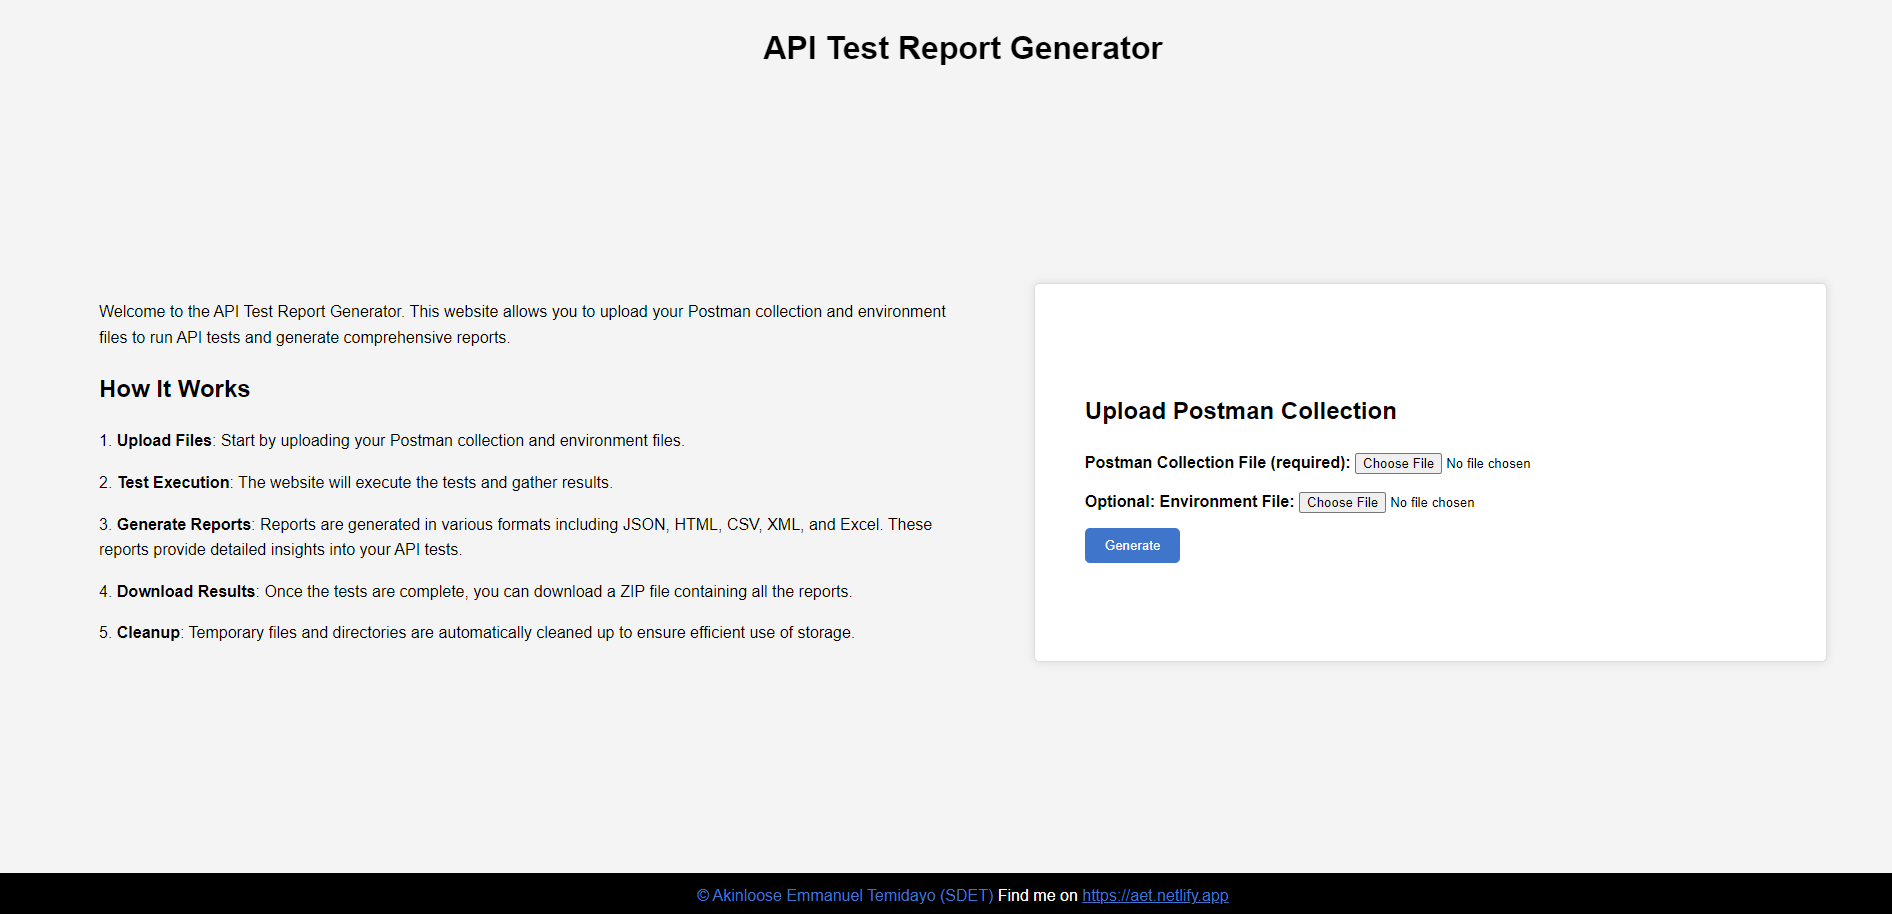 API Test Report Generator
Welcome to the API Test Report Generator. This website allows you to upload your Postman collection and environment
files to run API tests and generate comprehensive reports.
How It Works
1. Upload Files: Start by uploading your Postman collection and environment files.
2. Test Execution: The website will execute the tests and gather results.
3. Generate Reports: Reports are generated in various formats including JSON, HTML, CSV, XML, and Excel. These
reports provide detailed insights into your API tests.
4. Download Results: Once the tests are complete, you can download a ZIP file containing all the reports.
5. Cleanup: Temporary files and directories are automatically cleaned up to ensure efficient use of storage.
Upload Postman Collection
Postman Collection File (required): Choose File No file chosen
Optional: Environment File: Choose File No file chosen
Generate
© Akinloose Emmanuel Temidayo (SDET) Find me on https://aet.netlify.app